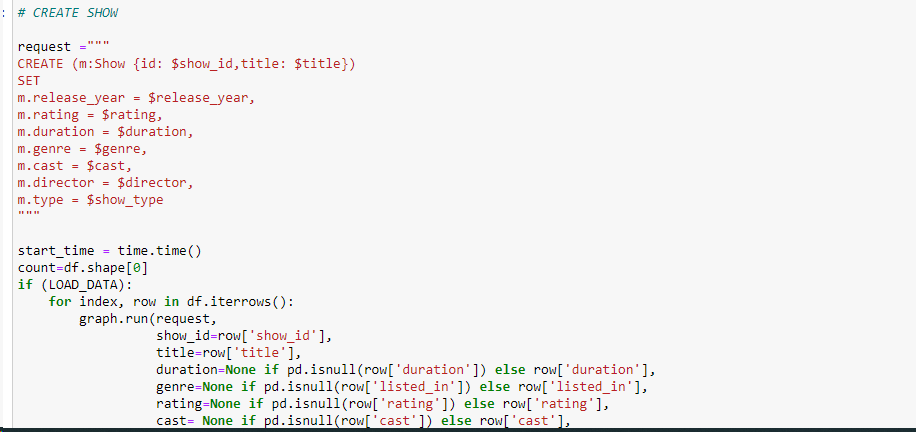 : # CREATE SHOW
request ="""
CREATE (m:Show {id: $show_id,title: $title})
SET
m.release_year = $release_year,
m.rating = $rating,
m.duration = $duration,
m.genre = $genre,
m.cast = $cast,
m.director = $director,
m.type = $show_type
"""
start_time = time.time()
count=df.shape[0]
if (LOAD_DATA):
    for index, row in df.iterrows():
        graph.run(request,
                  show_id=row['show_id'],
                  title=row['title'],
                  duration=None if pd.isnull(row['duration']) else row['duration'],
                  genre=None if pd.isnull(row['listed_in']) else row['listed_in'],
                  rating=None if pd.isnull(row['rating']) else row['rating'],
                  cast= None if pd.isnull(row['cast']) else row['cast'],